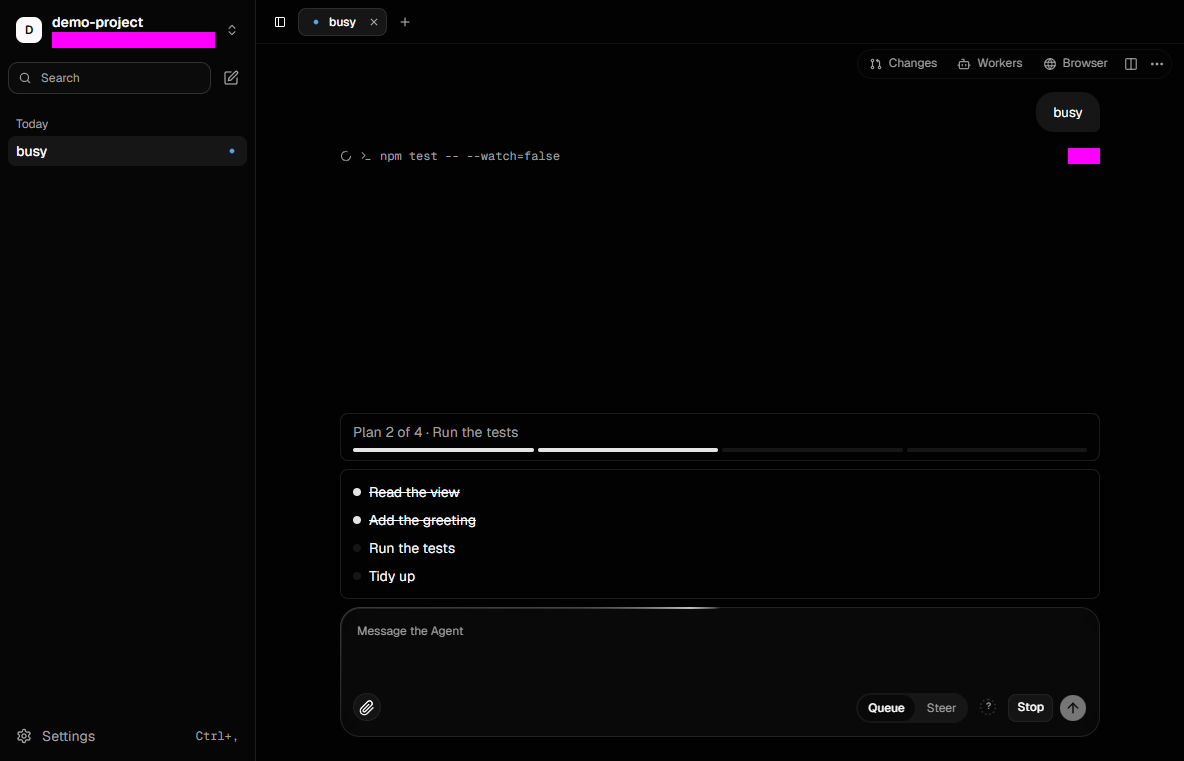 D
demo-project
Search
Today
busy
Settings
Ctrl+,
busy
Changes
Workers
Browser
busy
npm test -- --watch=false
Plan 2 of 4 · Run the tests
Read the view
Add the greeting
Run the tests
Tidy up
Message the Agent
Queue
Steer
?
Stop